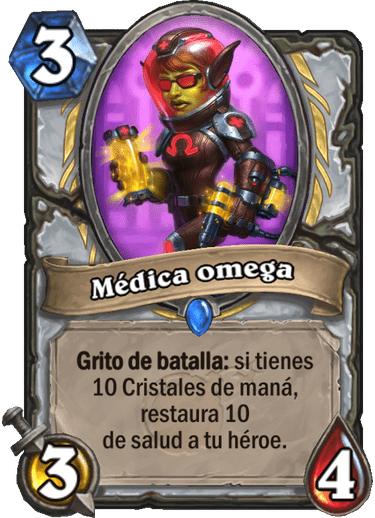 3
Médica omega
Grito de batalla: si tienes
10 Cristales de maná,
restaura 10
de salud a tu héroe.
3
4